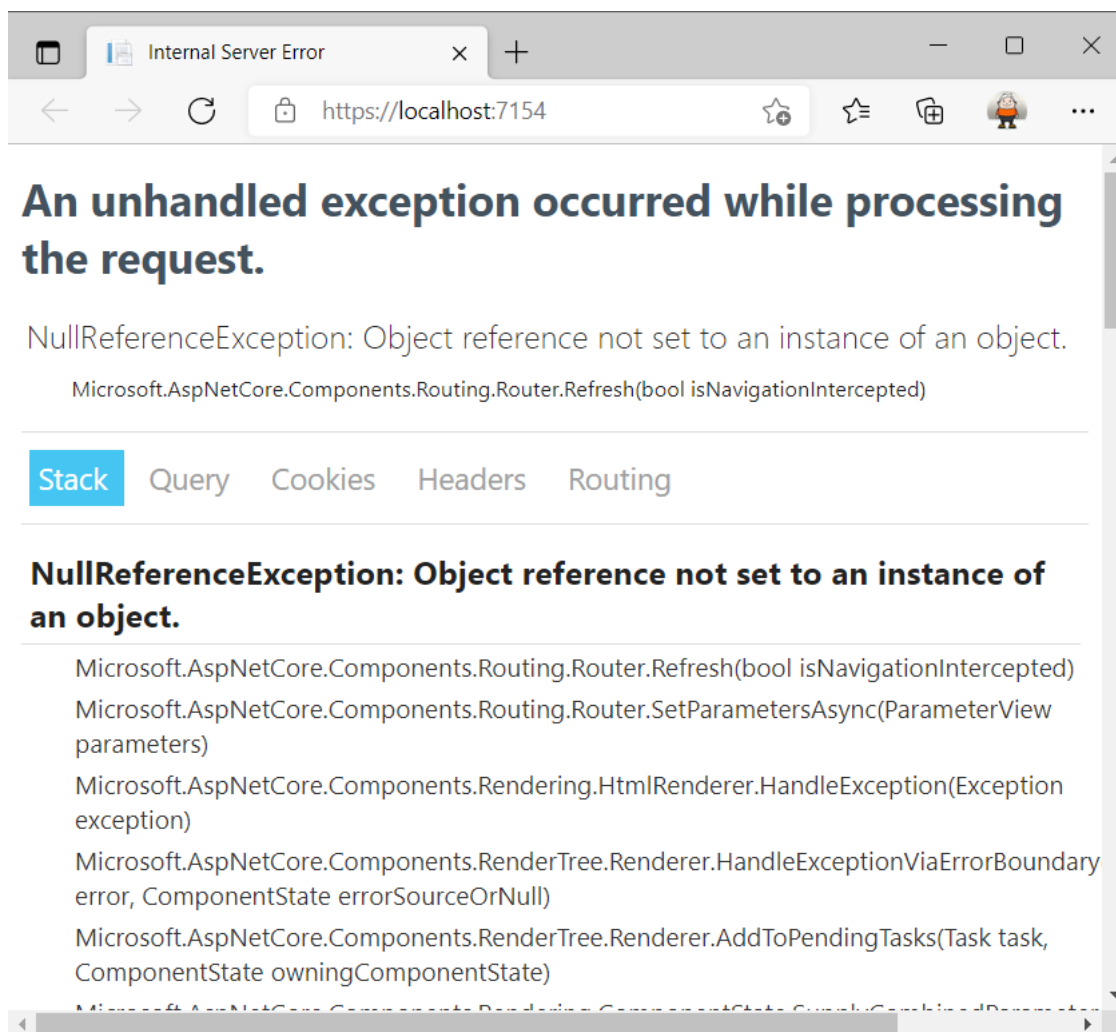 Internal Server Error
https://localhost:7154
An unhandled exception occurred while processing
the request.
NullReferenceException: Object reference not set to an instance of an object.
Microsoft.AspNetCore.Components.Routing.Router.Refresh(bool isNavigationIntercepted)
Stack Query Cookies Headers Routing
NullReferenceException: Object reference not set to an instance of
an object.
Microsoft.AspNetCore.Components.Routing.Router.Refresh(bool isNavigationIntercepted)
Microsoft.AspNetCore.Components.Routing.Router.SetParametersAsync(ParameterView
parameters)
Microsoft.AspNetCore.Components.Rendering.HtmlRenderer.HandleException(Exception
exception)
Microsoft.AspNetCore.Components.RenderTree.Renderer.HandleExceptionViaErrorBoundary
error, ComponentState errorSourceOrNull)
Microsoft.AspNetCore.Components.RenderTree.Renderer.AddToPendingTasks(Task task,
ComponentState owningComponentState)